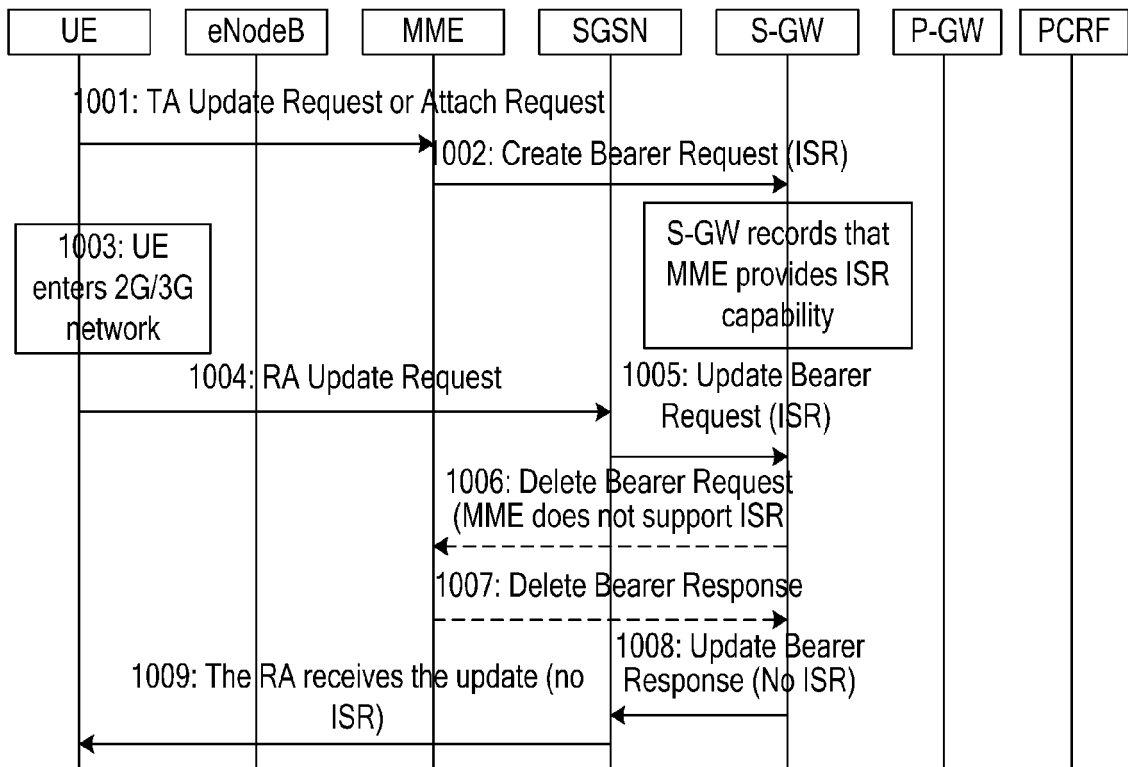 UE eNodeB MME SGSN S-GW P-GW PCRF
1001: TA Update Request or Attach Request
1002: Create Bearer Request (ISR)
1003: UE
enters 2G/3G
network
S-GW records that
MME provides ISR
capability
1004: RA Update Request
1005: Update Bearer
Request (ISR)
1006: Delete Bearer Request
(MME does not support ISR
1007: Delete Bearer Response
1008: Update Bearer
Response (No ISR)
1009: The RA receives the update (no
ISR)